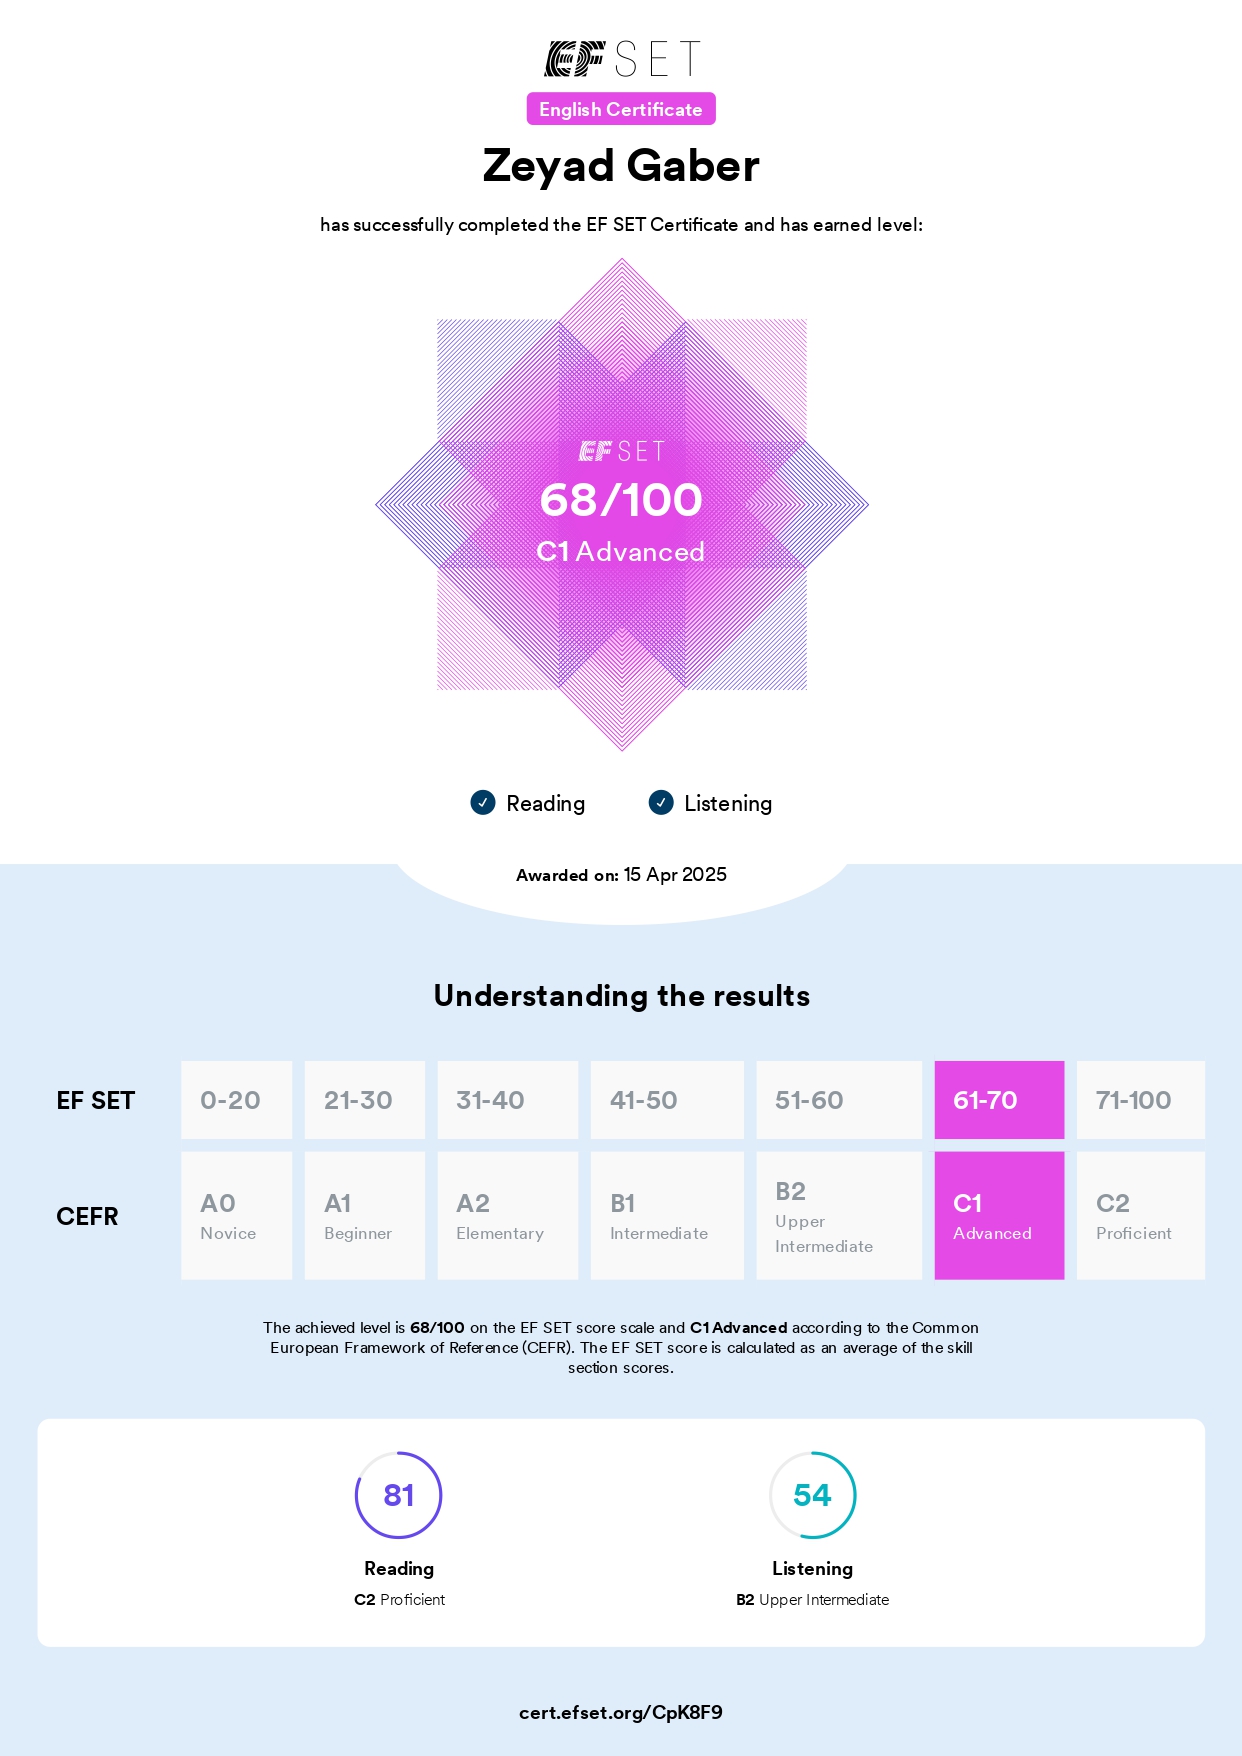 EF SET
English Certificate
Zeyad Gaber
has successfully completed the EF SET Certificate and has earned level:
EF SET
68/100
C1 Advanced
Reading
Listening
Awarded on: 15 Apr 2025
Understanding the results
EF SET 0-20 21-30 31-40 41-50 51-60 61-70 71-100
CEFR
A0
Novice
A1
Beginner
A2
Elementary
B1
Intermediate
B2
Upper
Intermediate
C1
Advanced
C2
Proficient
The achieved level is 68/100 on the EF SET score scale and C1 Advanced according to the Common
European Framework of Reference (CEFR). The EF SET score is calculated as an average of the skill
section scores.
81
Reading
C2 Proficient
54
Listening
B2 Upper Intermediate
cert.efset.org/CpK8F9